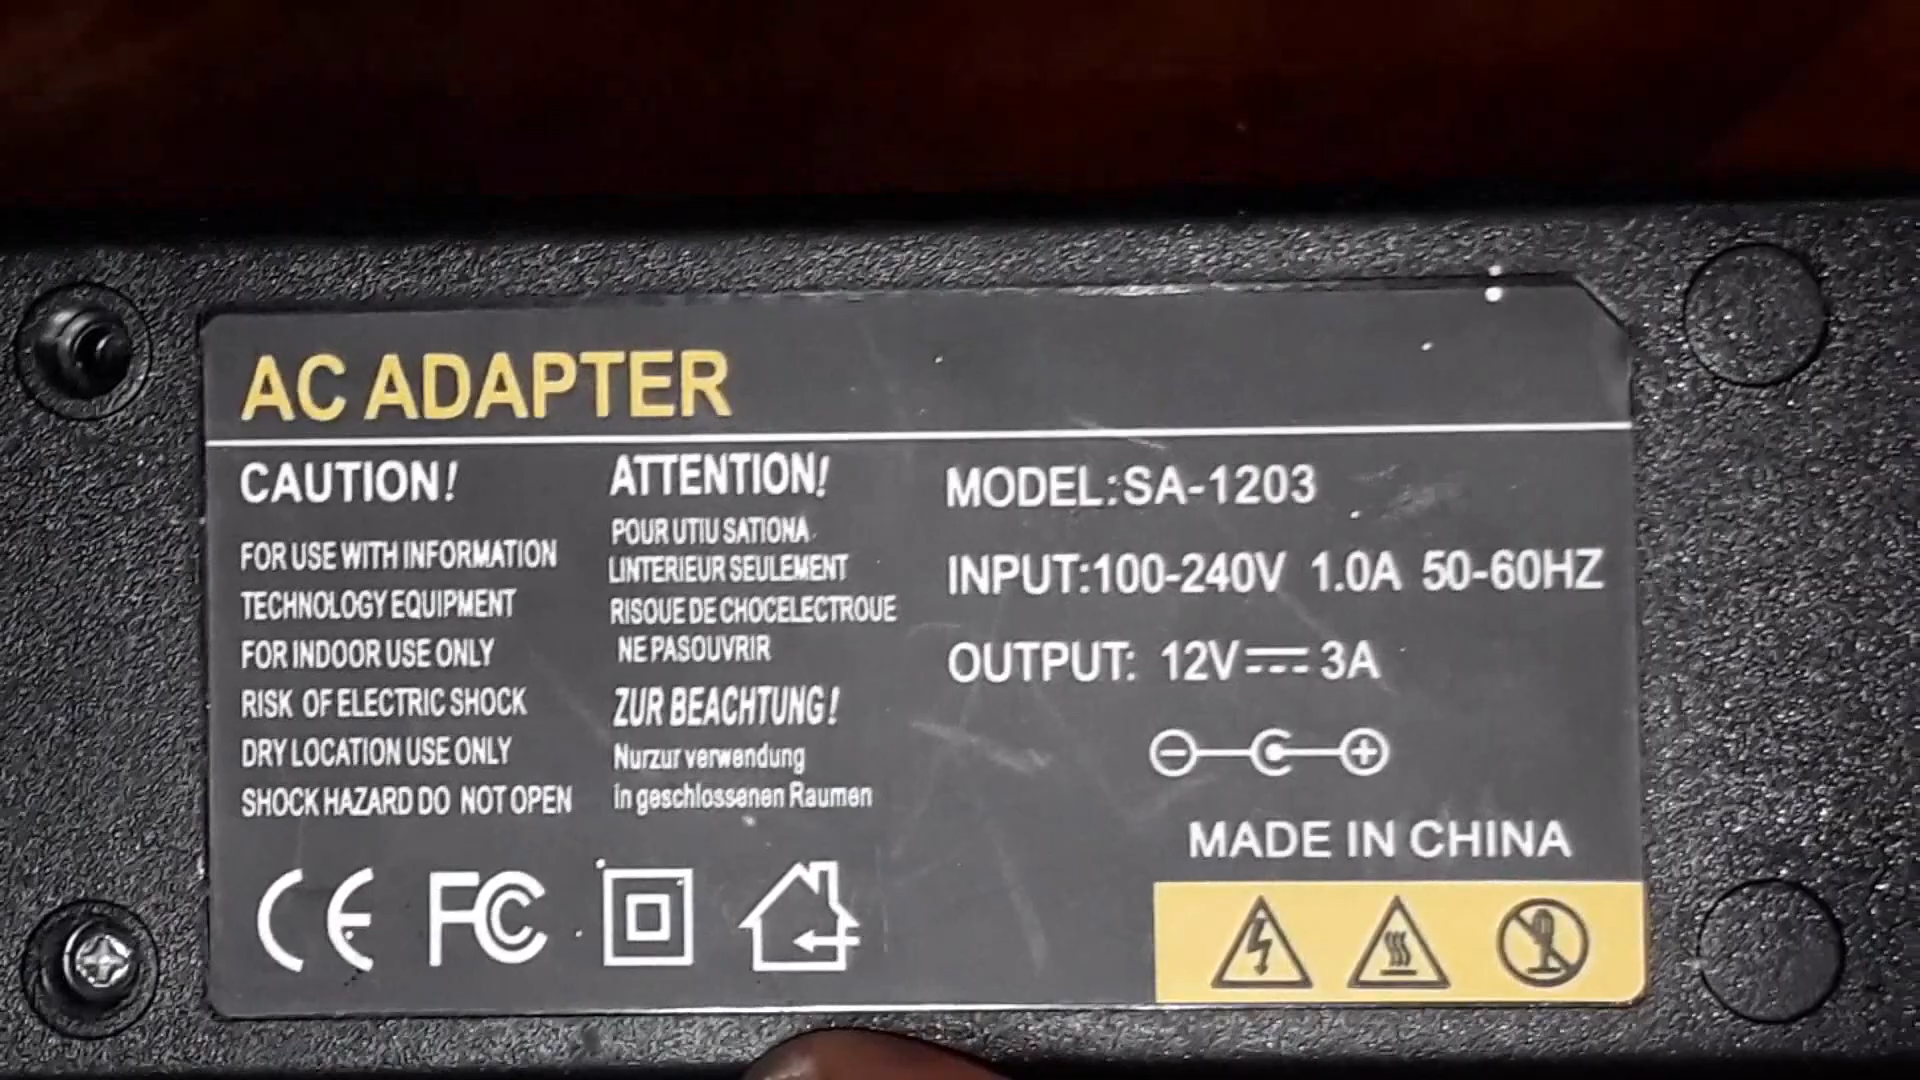 AC ADAPTER
CAUTION!
FOR USE WITH INFORMATION
TECHNOLOGY EQUIPMENT
FOR INDOOR USE ONLY
RISK OF ELECTRIC SHOCK
DRY LOCATION USE ONLY
SHOCK HAZARD DO NOT OPEN
ATTENTION!
POUR UTIU SATIONA
LINTERIEUR SEULEMENT
RISOUE DE CHOCELECTROUE
NE PASOUVRIR
ZUR BEACHTUNG!
Nurzur verwendung
in geschlossenen Raumen
MODEL:SA-1203
INPUT:100-240V 1.0A 50-60HZ
OUTPUT: 12V⎓3A
MADE IN CHINA
CE FC